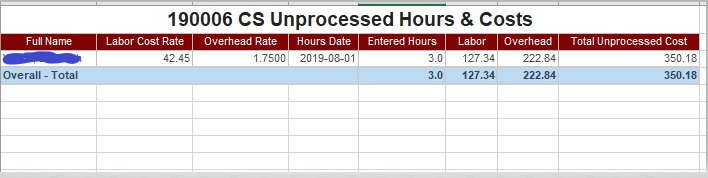 190006 CS Unprocessed Hours & Costs
Full Name Labor Cost Rate Overhead Rate Hours Date Entered Hours Labor Overhead Total Unprocessed Cost
42.45 1.7500 2019-08-01 3.0 127.34 222.84 350.18
Overall - Total 3.0 127.34 222.84 350.18